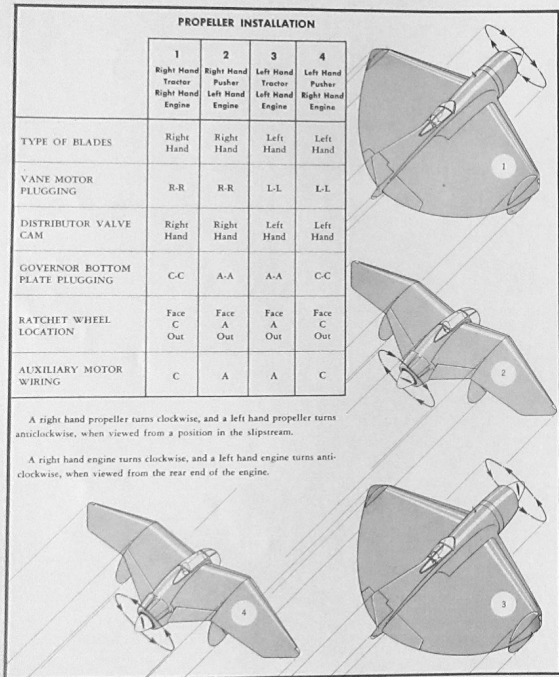 PROPELLER INSTALLATION
1 2 3 4
Right Hand Right Hand Left Hand Left Hand
Tractor Pusher Tractor Pusher
Right Hand Left Hand Left Hand Right Hand
Engine Engine Engine Engine
TYPE OF BLADES Right Hand Right Hand Left Hand Left Hand
VANE MOTOR
PLUGGING R-R R-R L-L L-L
DISTRIBUTOR VALVE
CAM Right Hand Right Hand Left Hand Left Hand
GOVERNOR BOTTOM
PLATE PLUGGING C-C A-A A-A C-C
RATCHET WHEEL
LOCATION Face C Out Face A Out Face A Out Face C Out
AUXILIARY MOTOR
WIRING C A A C
A right hand propeller turns clockwise, and a left hand propeller turns
anticlockwise, when viewed from a position in the slipstream.
A right hand engine turns clockwise, and a left hand engine turns anti-
clockwise, when viewed from the rear end of the engine.
1
2
3
4